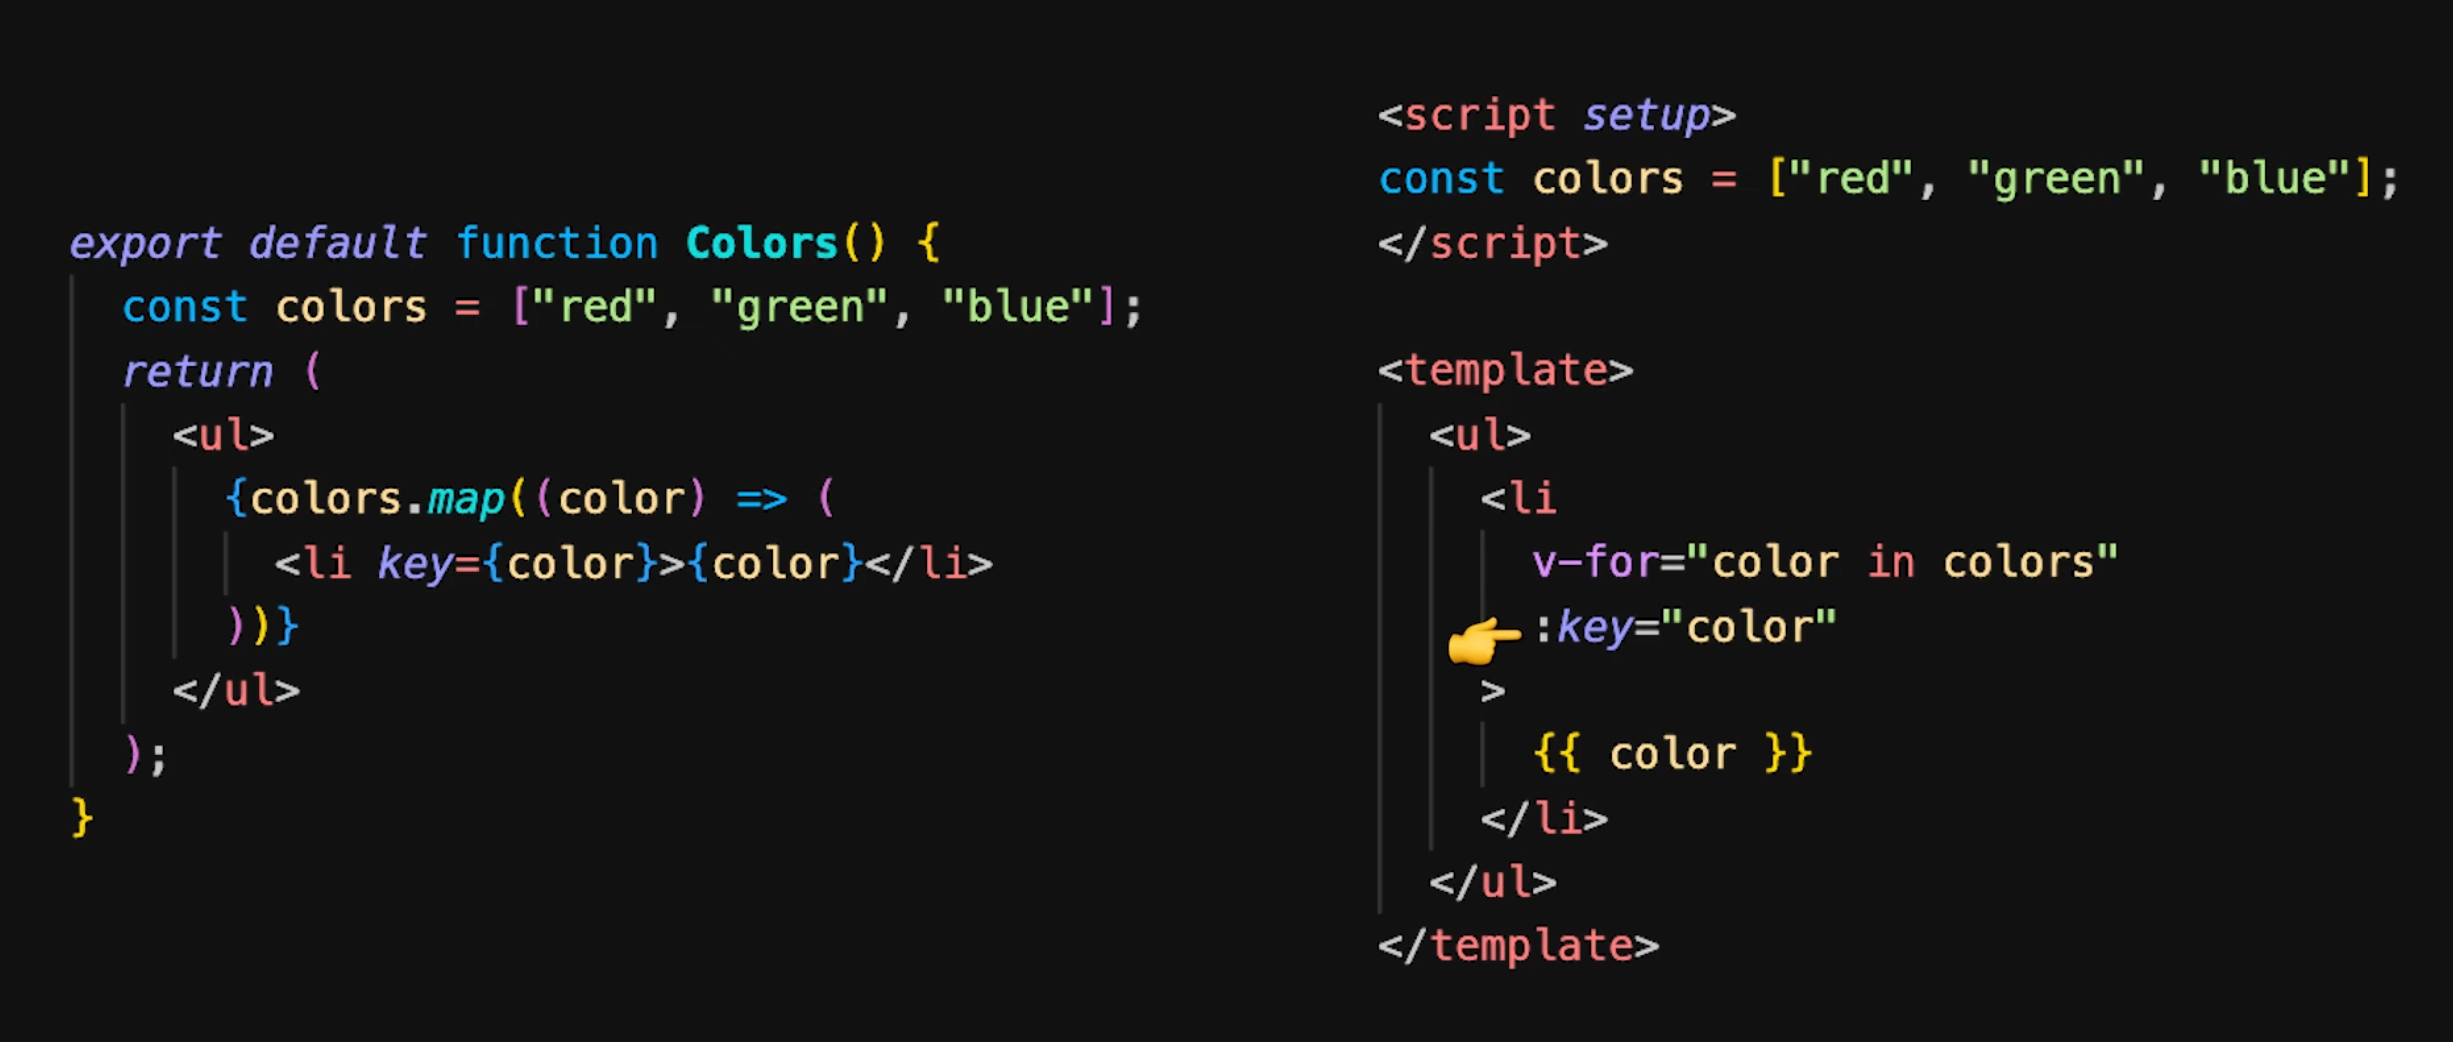 export default function Colors() {
const colors = ["red", "green", "blue"];
return (
<ul>
{colors.map((color) => (
<li key={color}>{color}</li>
))}
</ul>
);
}
<script setup>
const colors = ["red", "green", "blue"];
</script>
<template>
<ul>
<li
v-for="color in colors"
:key="color"
>
{{ color }}
</li>
</ul>
</template>